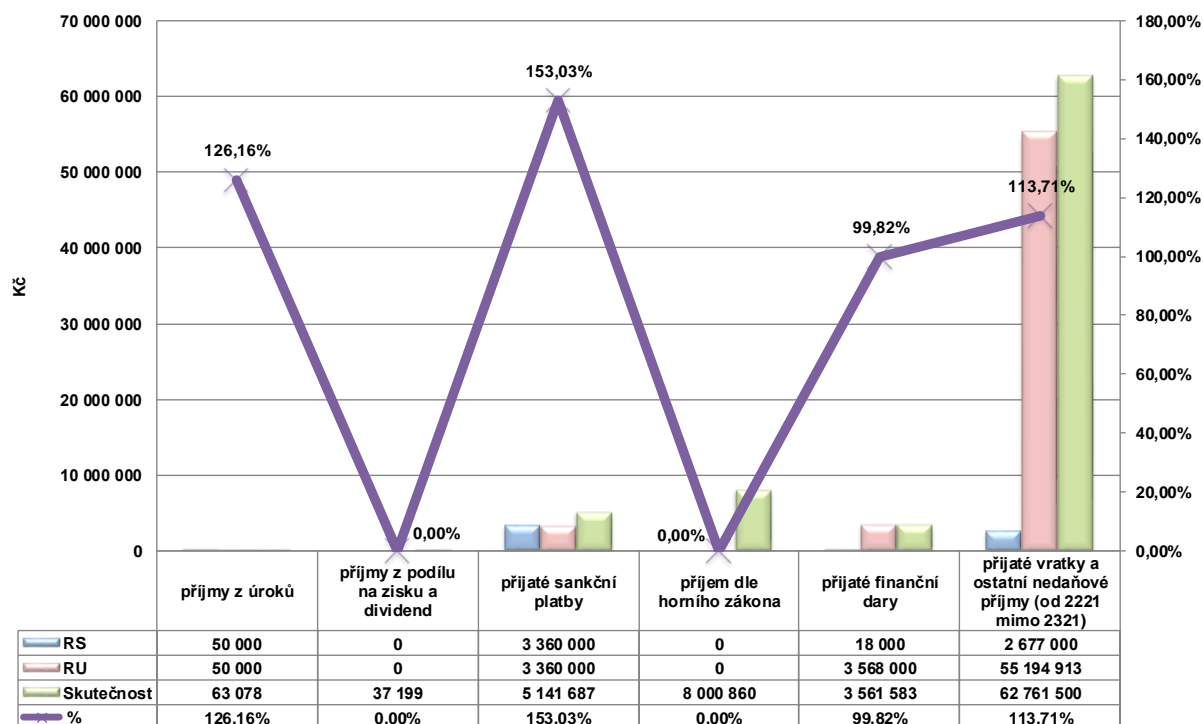 70 000 000
60 000 000
50 000 000
40 000 000
30 000 000
20 000 000
10 000 000
0
Kč
180,00%
160,00%
140,00%
120,00%
100,00%
80,00%
60,00%
40,00%
20,00%
0,00%
126,16%
0,00%
153,03%
0,00%
99,82%
113,71%
příjmy z úroků
příjmy z podílu
na zisku a
dividend
přijaté sankční
platby
příjem dle
horního zákona
přijaté finanční
dary
přijaté vratky a
ostatní nedaňové
příjmy (od 2221
mimo 2321)
RS 50 000 0 3 360 000 0 18 000 2 677 000
RU 50 000 0 3 360 000 0 3 568 000 55 194 913
Skutečnost 63 078 37 199 5 141 687 8 000 860 3 561 583 62 761 500
% 126,16% 0,00% 153,03% 0,00% 99,82% 113,71%